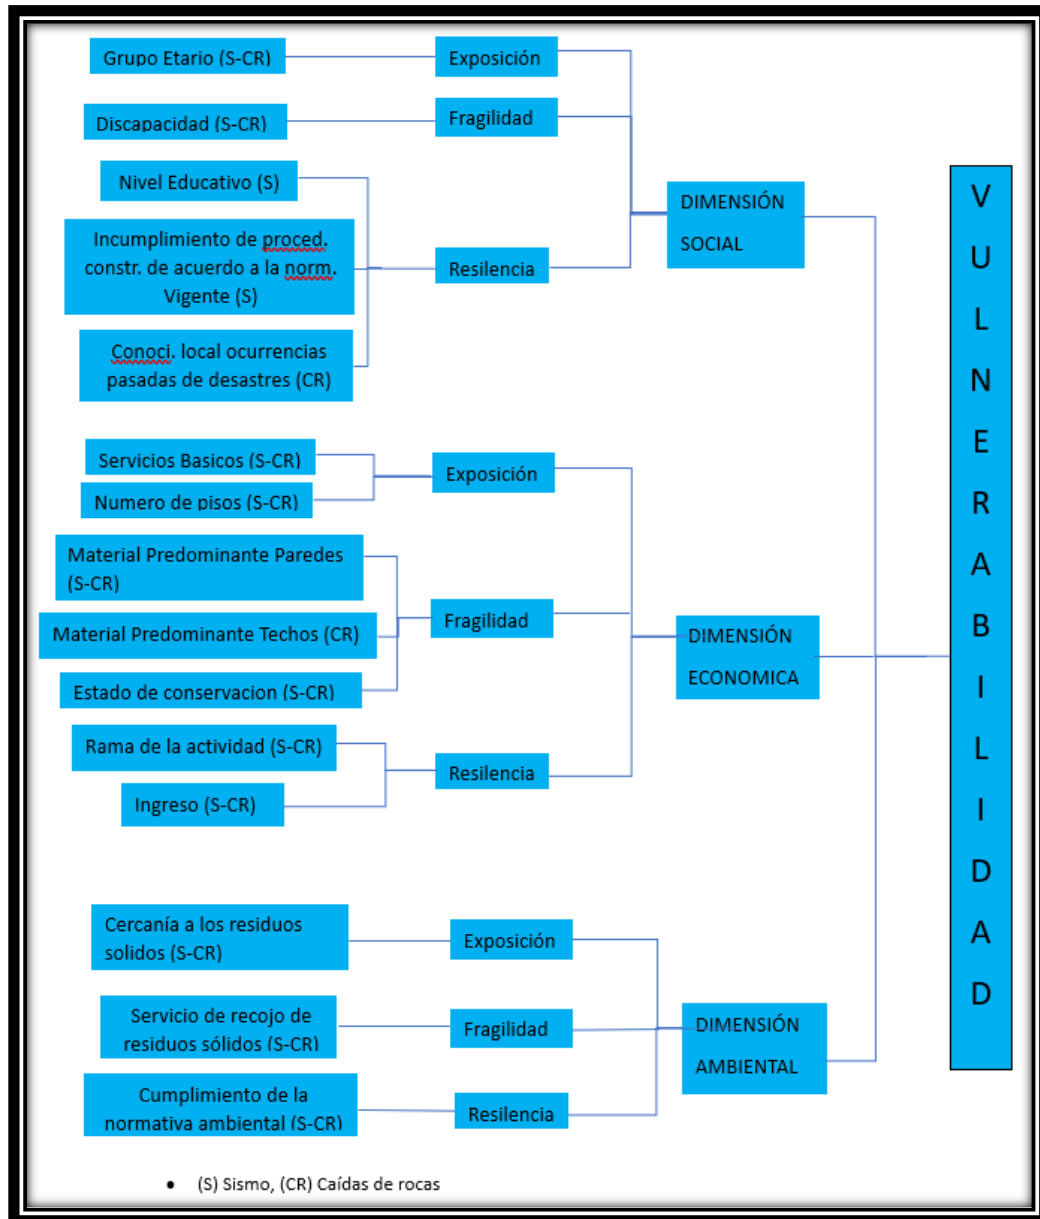 Grupo Etario (S-CR)
Exposición
Discapacidad (S-CR)
Fragilidad
Nivel Educativo (S)
Incumplimiento de proced.
constr. de acuerdo a la norm.
Vigente (S)
Resilencia
Conoci. local ocurrencias
pasadas de desastres (CR)
DIMENSIÓN
SOCIAL
Servicios Basicos (S-CR)
Numero de pisos (S-CR)
Exposición
Material Predominante Paredes
(S-CR)
Material Predominante Techos (CR)
Estado de conservacion (S-CR)
Fragilidad
Rama de la actividad (S-CR)
Ingreso (S-CR)
Resilencia
DIMENSIÓN
ECONOMICA
Cercanía a los residuos
solidos (S-CR)
Exposición
Servicio de recojo de
residuos sólidos (S-CR)
Fragilidad
Cumplimiento de la
normativa ambiental (S-CR)
Resilencia
DIMENSIÓN
AMBIENTAL
V
U
L
N
E
R
A
B
I
L
I
D
A
D
• (S) Sismo, (CR) Caídas de rocas